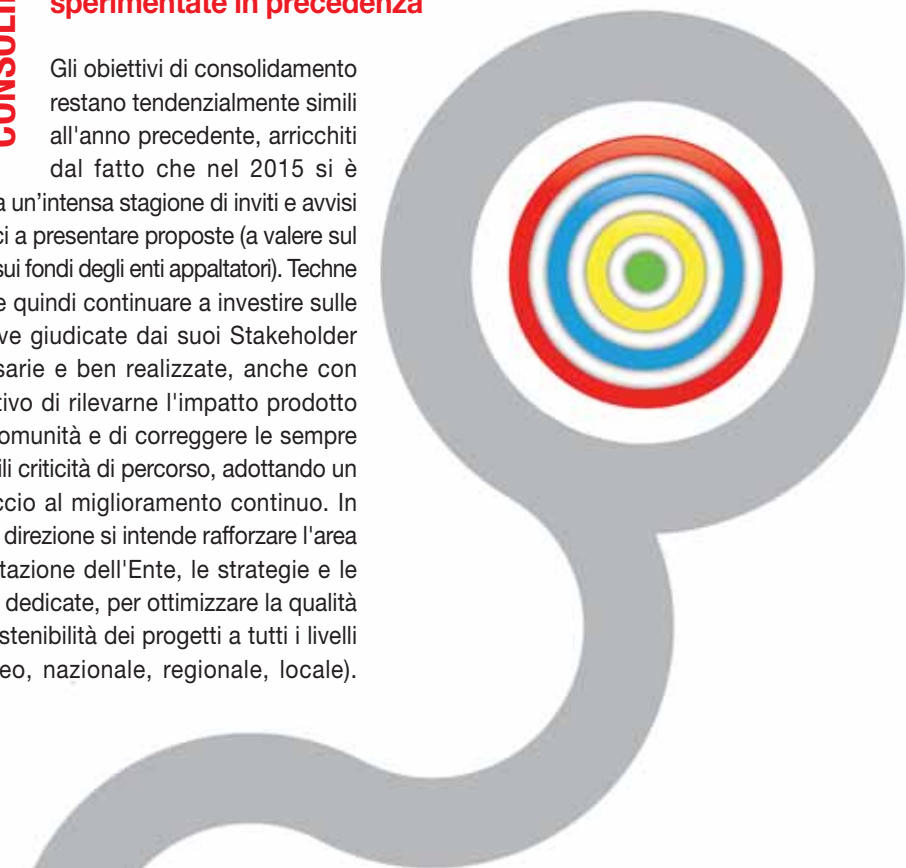 sperimentate in precedenza
CONSOLI
Gli obiettivi di consolidamento
restano tendenzialmente simili
all'anno precedente, arricchiti
dal fatto che nel 2015 si è
a un’intensa stagione di inviti e avvisi
ci a presentare proposte (a valere sul
sui fondi degli enti appaltatori). Techne
e quindi continuare a investire sulle
ve giudicate dai suoi Stakeholder
sarie e ben realizzate, anche con
tivo di rilevarne l'impatto prodotto
omunità e di correggere le sempre
ili criticità di percorso, adottando un
ccio al miglioramento continuo. In
direzione si intende rafforzare l'area
tazione dell'Ente, le strategie e le
dedicate, per ottimizzare la qualità
stenibilità dei progetti a tutti i livelli
eo, nazionale, regionale, locale).